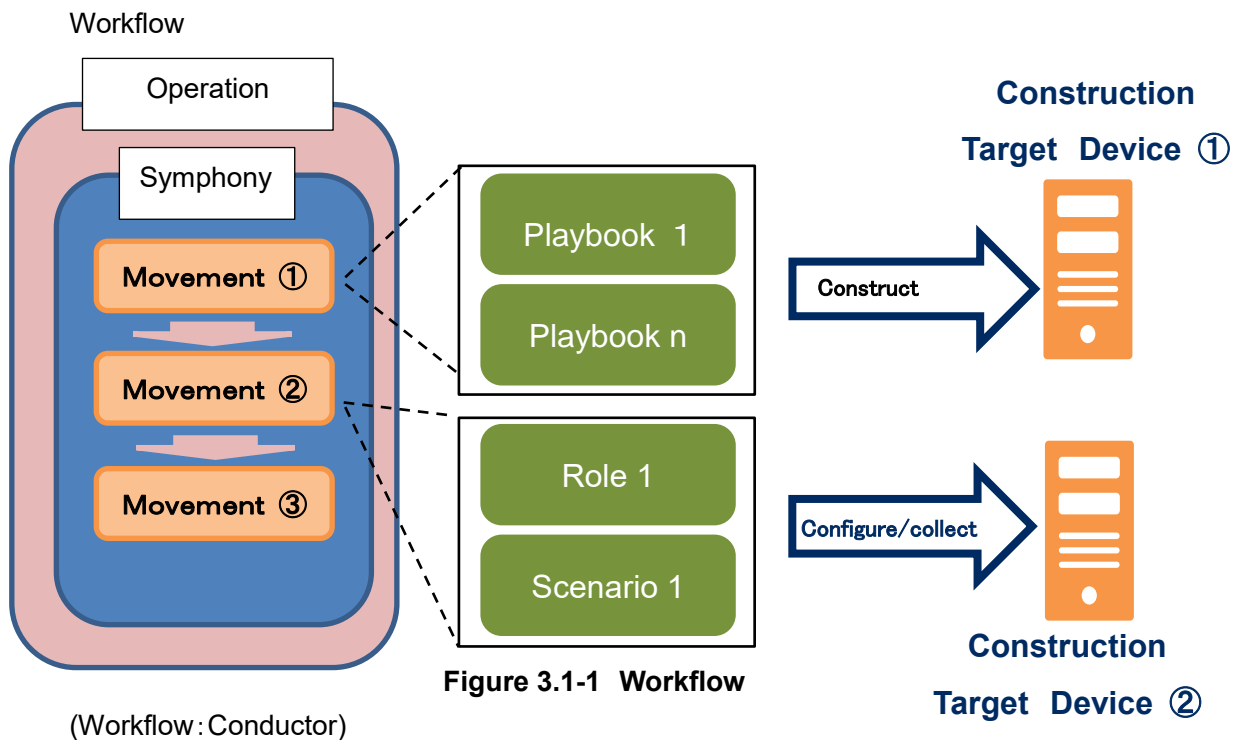 Workflow
Operation
Symphony
Movement ①
Movement ②
Movement ③
(Workflow：Conductor)
Playbook 1
Playbook n
Role 1
Scenario 1
Figure 3.1-1 Workflow
Construct
Configure/collect
Construction
Target Device ①
Construction
Target Device ②